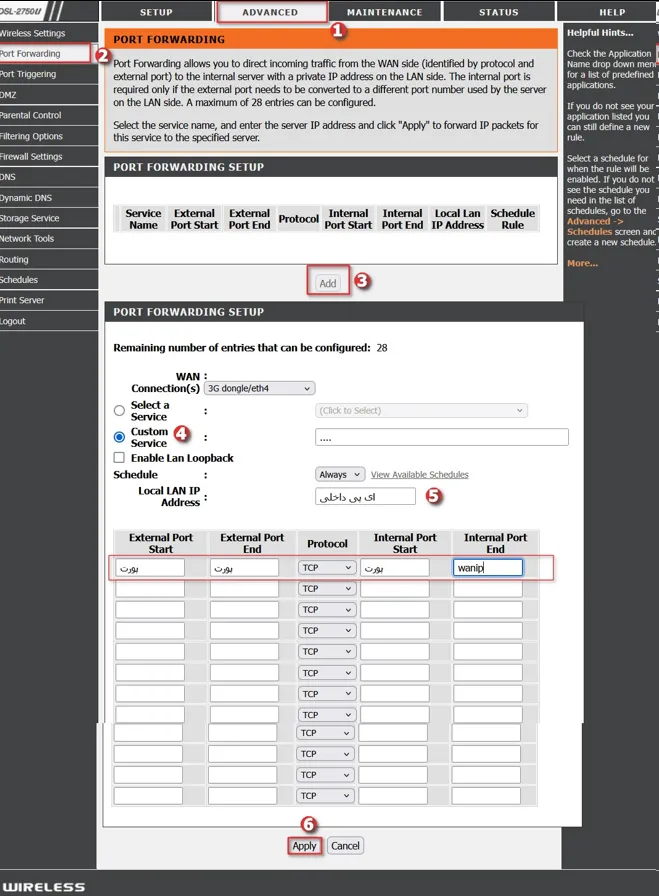 DSL-2750U
SETUP
ADVANCED
MAINTENANCE
STATUS
HELP
1
Wireless Settings
Port Forwarding
2
Port Triggering
DMZ
Parental Control
Filtering Options
Firewall Settings
DNS
Dynamic DNS
Storage Service
Network Tools
Routing
Schedules
Print Server
Logout
PORT FORWARDING
Port Forwarding allows you to direct incoming traffic from the WAN side (identified by protocol and
external port) to the internal server with a private IP address on the LAN side. The internal port is
required only if the external port needs to be converted to a different port number used by the server
on the LAN side. A maximum of 28 entries can be configured.
Select the service name, and enter the server IP address and click "Apply" to forward IP packets for
this service to the specified server.
PORT FORWARDING SETUP
Service Name
External Port Start
External Port End
Protocol
Internal Port Start
Internal Port End
Local Lan IP Address
Schedule Rule
Add
3
PORT FORWARDING SETUP
Remaining number of entries that can be configured: 28
WAN Connection(s) :
3G dongle/eth4
Select a Service :
(Click to Select)
Custom Service :
4
....
Enable Lan Loopback
Schedule :
Always
View Available Schedules
Local LAN IP Address :
ای پی داخلی
5
External Port Start
External Port End
Protocol
Internal Port Start
Internal Port End
پورت
پورت
TCP
پورت
wanip
TCP
TCP
TCP
TCP
TCP
TCP
TCP
TCP
TCP
TCP
TCP
6
Apply
Cancel
Helpful Hints...
Check the Application
Name drop down menu
for a list of predefined
applications.
If you do not see your
application listed you
can still define a new
rule.
Select a schedule for
when the rule will be
enabled. If you do not
see the schedule you
need in the list of
schedules, go to the
Advanced ->
Schedules screen and
create a new schedule.
More...
WIRELESS